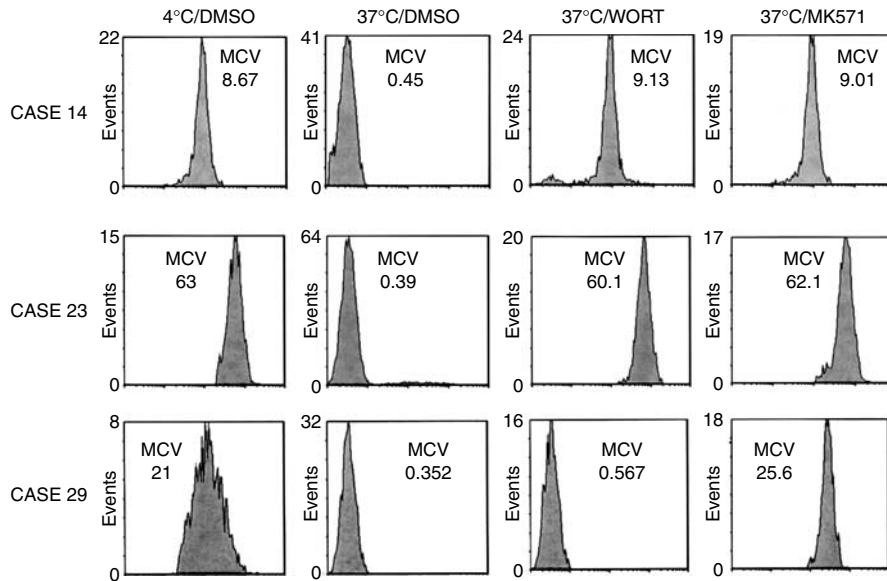 4°C/DMSO 37°C/DMSO 37°C/WORT 37°C/MK571
CASE 14
Events 22 0 MCV 8.67
Events 41 0 MCV 0.45
Events 24 0 MCV 9.13
Events 19 0 MCV 9.01
CASE 23
Events 15 0 MCV 63
Events 64 0 MCV 0.39
Events 20 0 MCV 60.1
Events 17 0 MCV 62.1
CASE 29
Events 8 0 MCV 21
Events 32 0 MCV 0.352
Events 16 0 MCV 0.567
Events 18 0 MCV 25.6